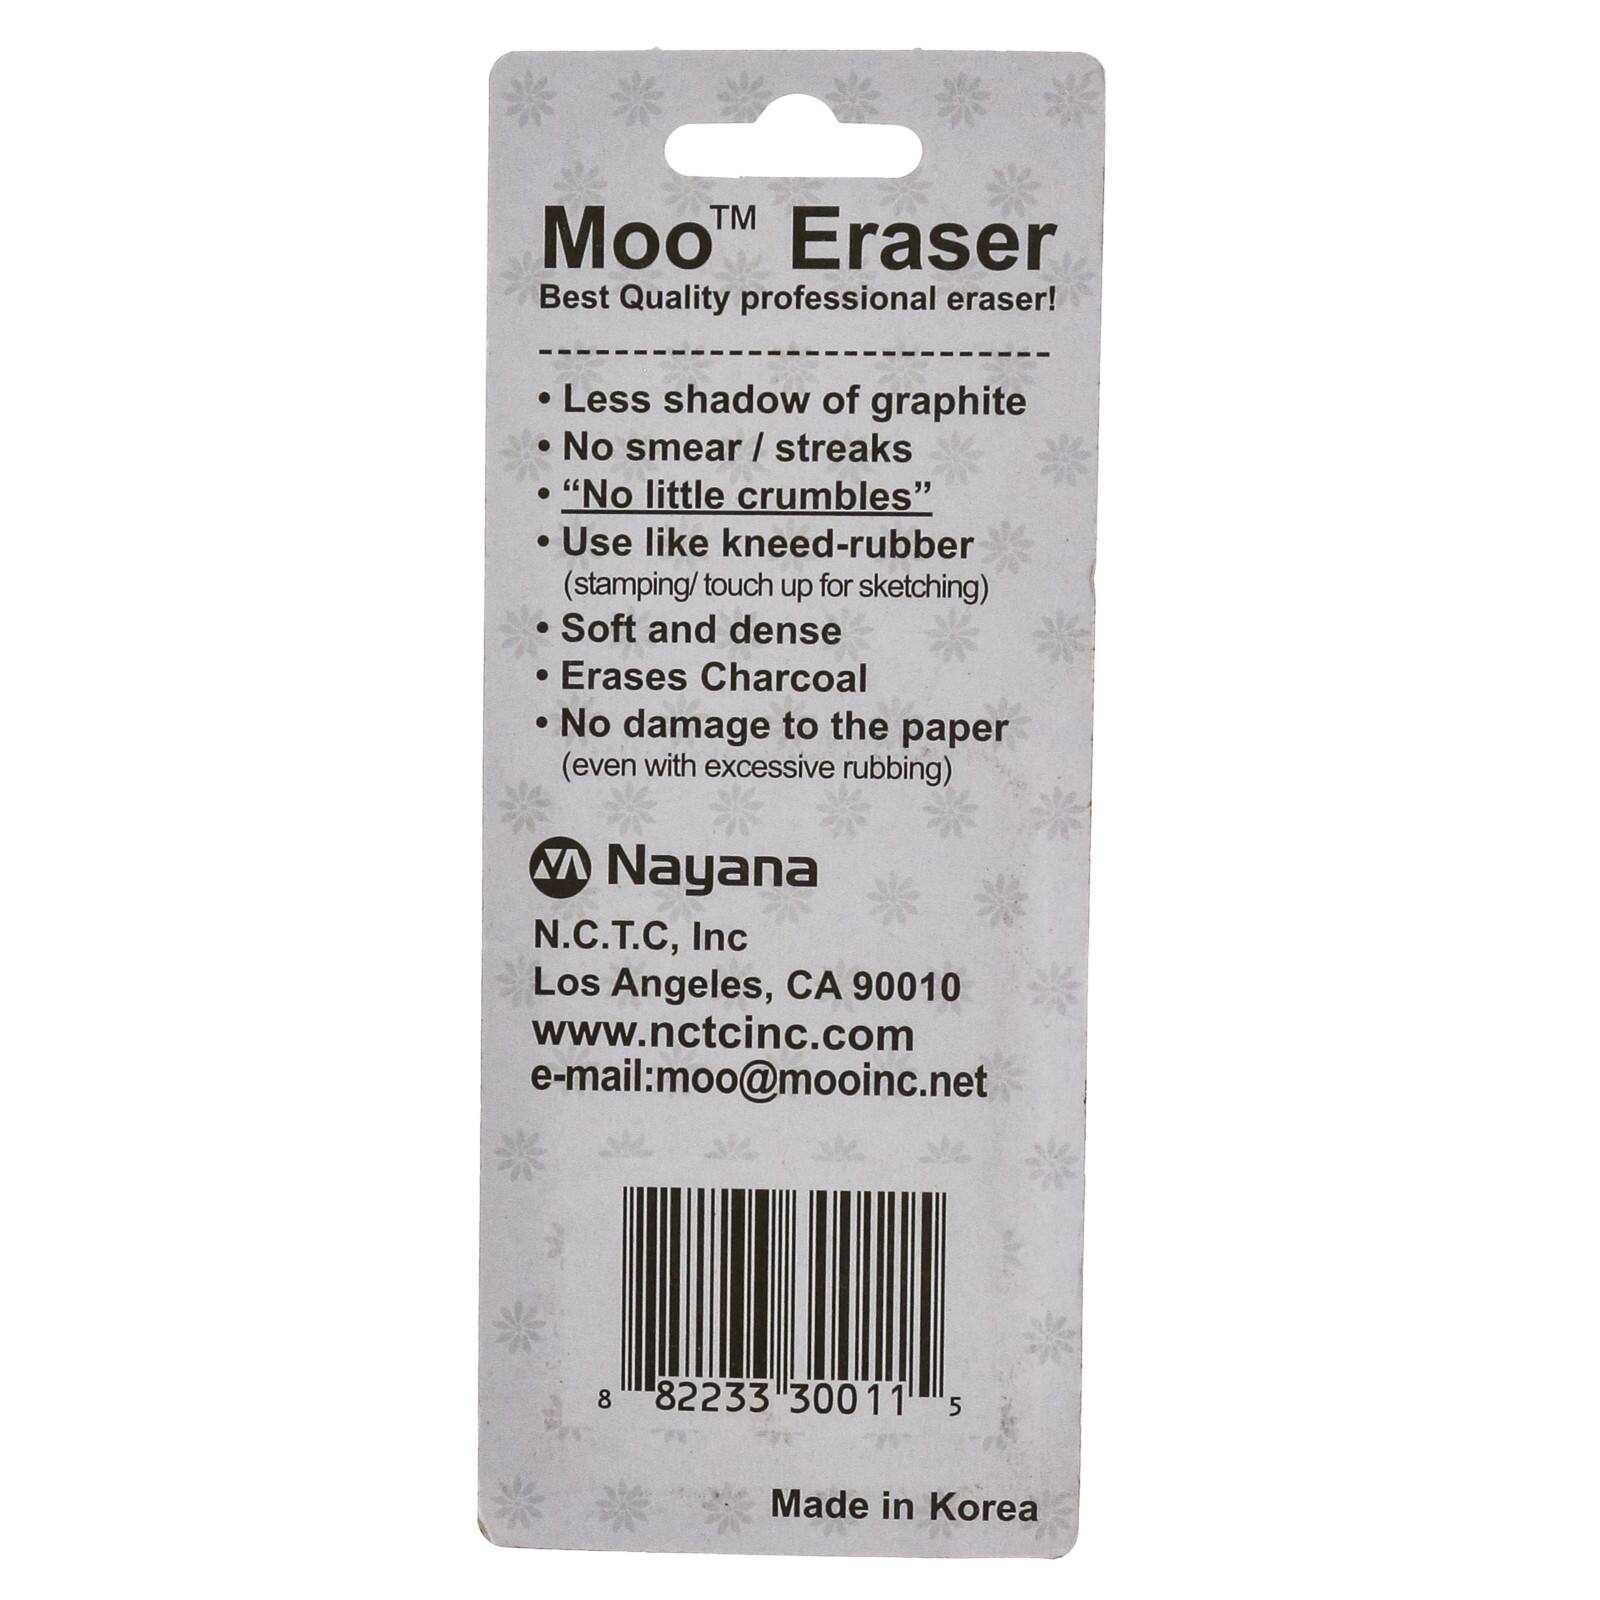 Moo™ Eraser
Best Quality professional eraser!
• Less shadow of graphite
• No smear / streaks
• “No little crumbles”
• Use like kneed-rubber
(stamping/ touch up for sketching)
• Soft and dense
• Erases Charcoal
• No damage to the paper
(even with excessive rubbing)
Nayana
N.C.T.C, Inc
Los Angeles, CA 90010
www.nctcinc.com
e-mail:moo@mooinc.net
8 82233 30011 5
Made in Korea